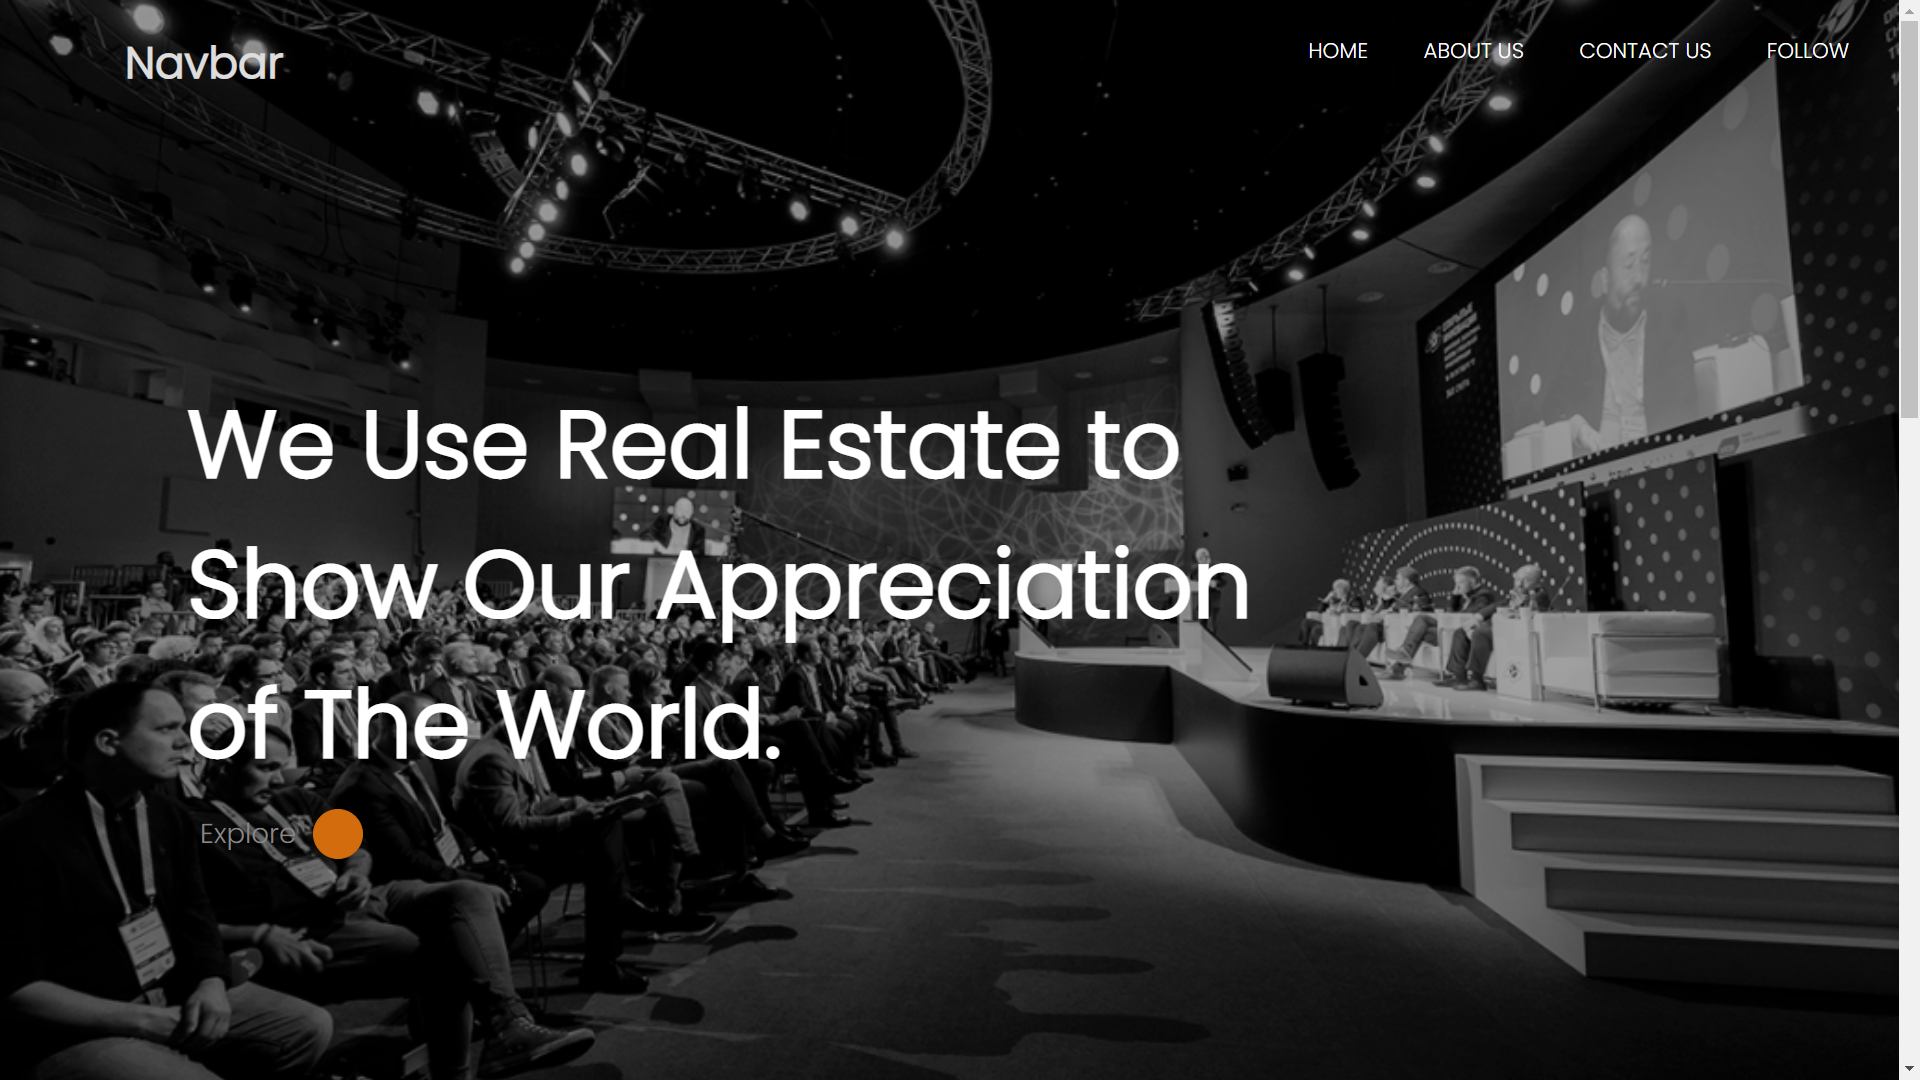 Navbar
HOME ABOUT US CONTACT US FOLLOW
We Use Real Estate to
Show Our Appreciation
of The World.
Explore